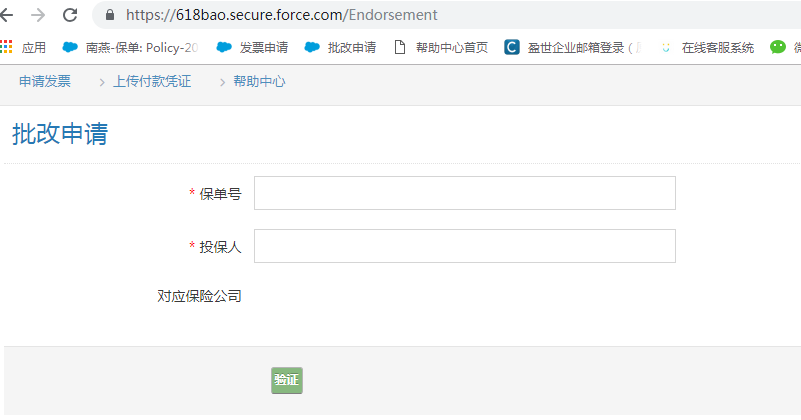 https://618bao.secure.force.com/Endorsement
应用 南燕-保单: Policy-20 发票申请 批改申请 帮助中心首页 C 盈世企业邮箱登录 ( 在线客服系统
申请发票 > 上传付款凭证 > 帮助中心
批改申请
* 保单号
* 投保人
对应保险公司
验证